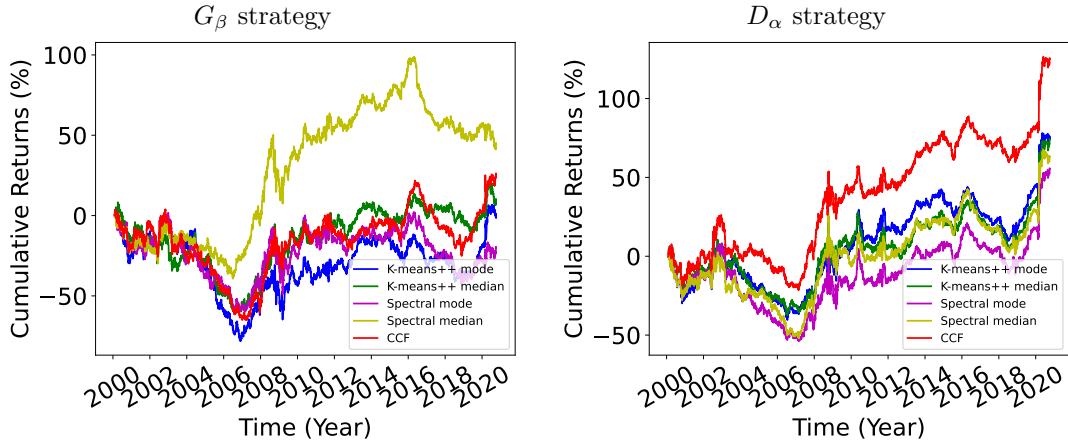 G_β strategy
Cumulative Returns (%)
100
50
0
−50
2000 2002 2004 2006 2008 2010 2012 2014 2016 2018 2020
Time (Year)
K-means++ mode
K-means++ median
Spectral mode
Spectral median
CCF
D_α strategy
Cumulative Returns (%)
100
50
0
−50
2000 2002 2004 2006 2008 2010 2012 2014 2016 2018 2020
Time (Year)
K-means++ mode
K-means++ median
Spectral mode
Spectral median
CCF